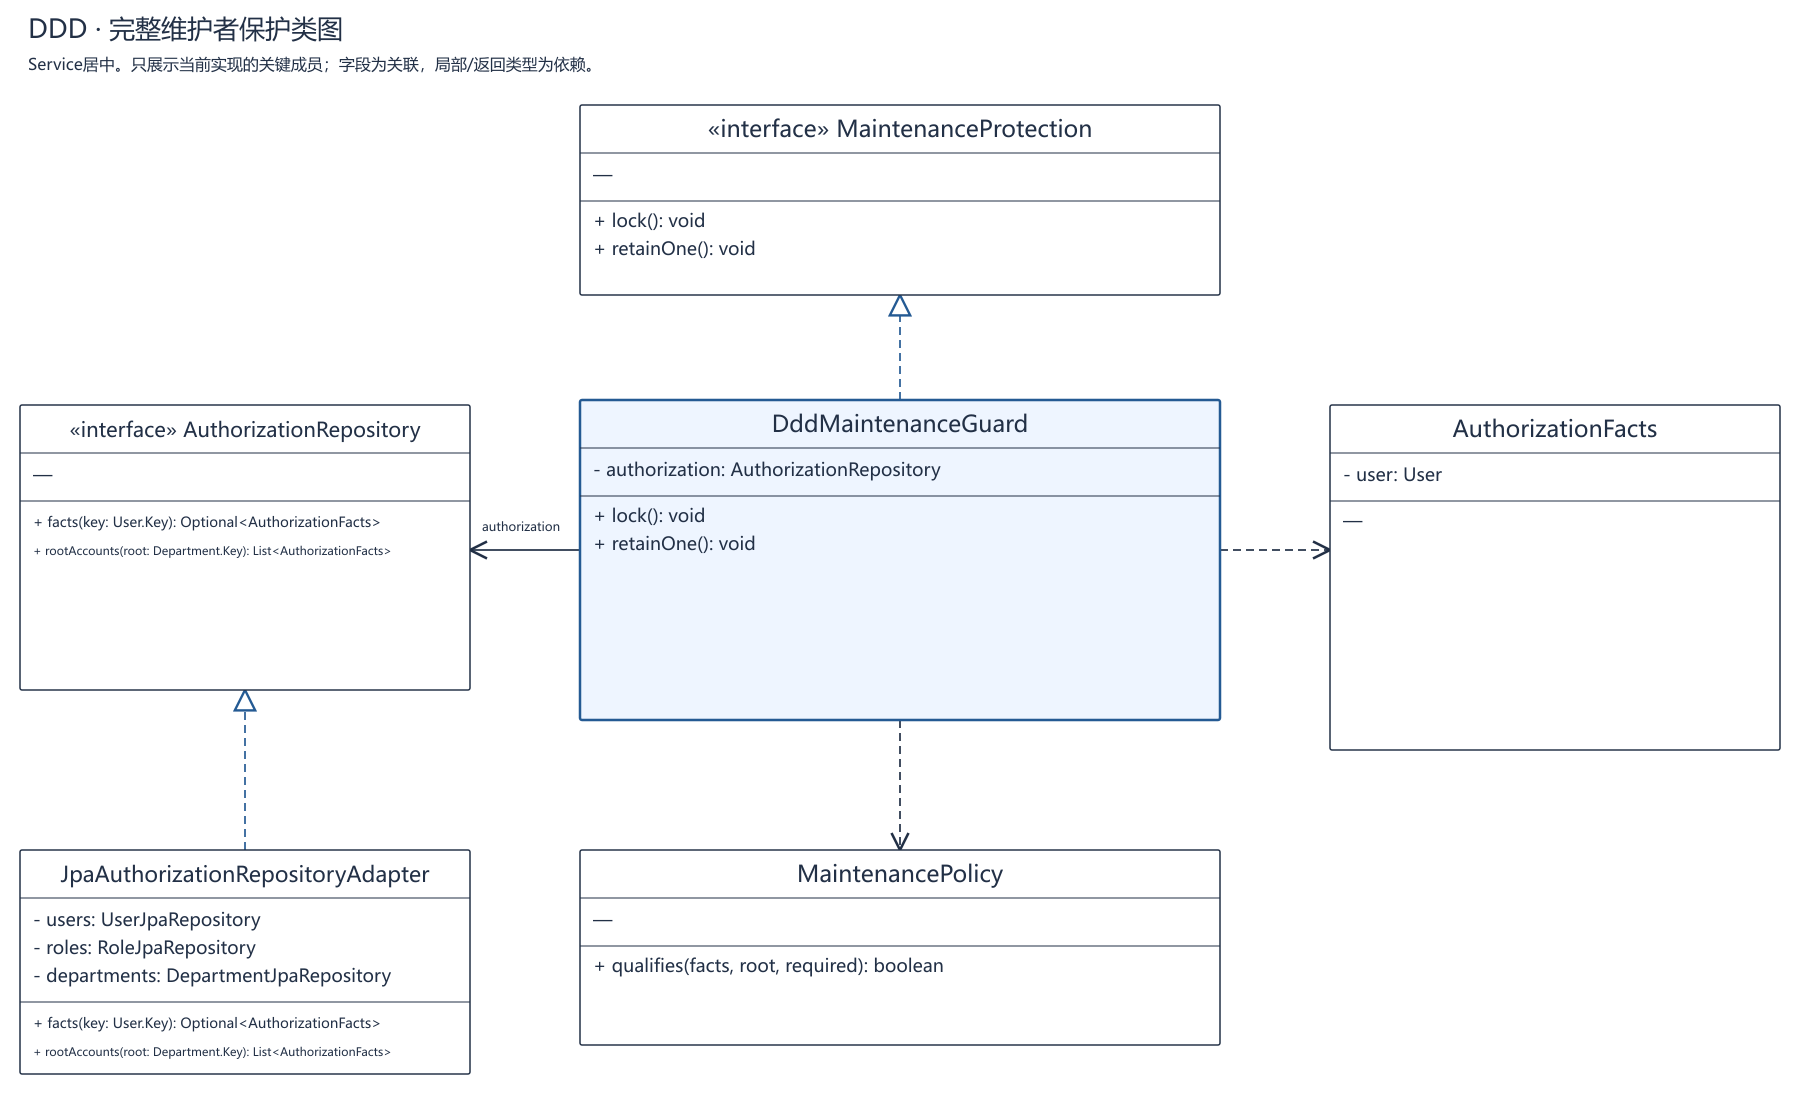 DDD · 完整维护者保护类图
Service居中。只展示当前实现的关键成员；字段为关联，局部/返回类型为依赖。
«interface» MaintenanceProtection
—
+ lock(): void
+ retainOne(): void
«interface» AuthorizationRepository
—
+ facts(key: User.Key): Optional<AuthorizationFacts>
+ rootAccounts(root: Department.Key): List<AuthorizationFacts>
authorization
DddMaintenanceGuard
- authorization: AuthorizationRepository
+ lock(): void
+ retainOne(): void
AuthorizationFacts
- user: User
—
JpaAuthorizationRepositoryAdapter
- users: UserJpaRepository
- roles: RoleJpaRepository
- departments: DepartmentJpaRepository
+ facts(key: User.Key): Optional<AuthorizationFacts>
+ rootAccounts(root: Department.Key): List<AuthorizationFacts>
MaintenancePolicy
—
+ qualifies(facts, root, required): boolean